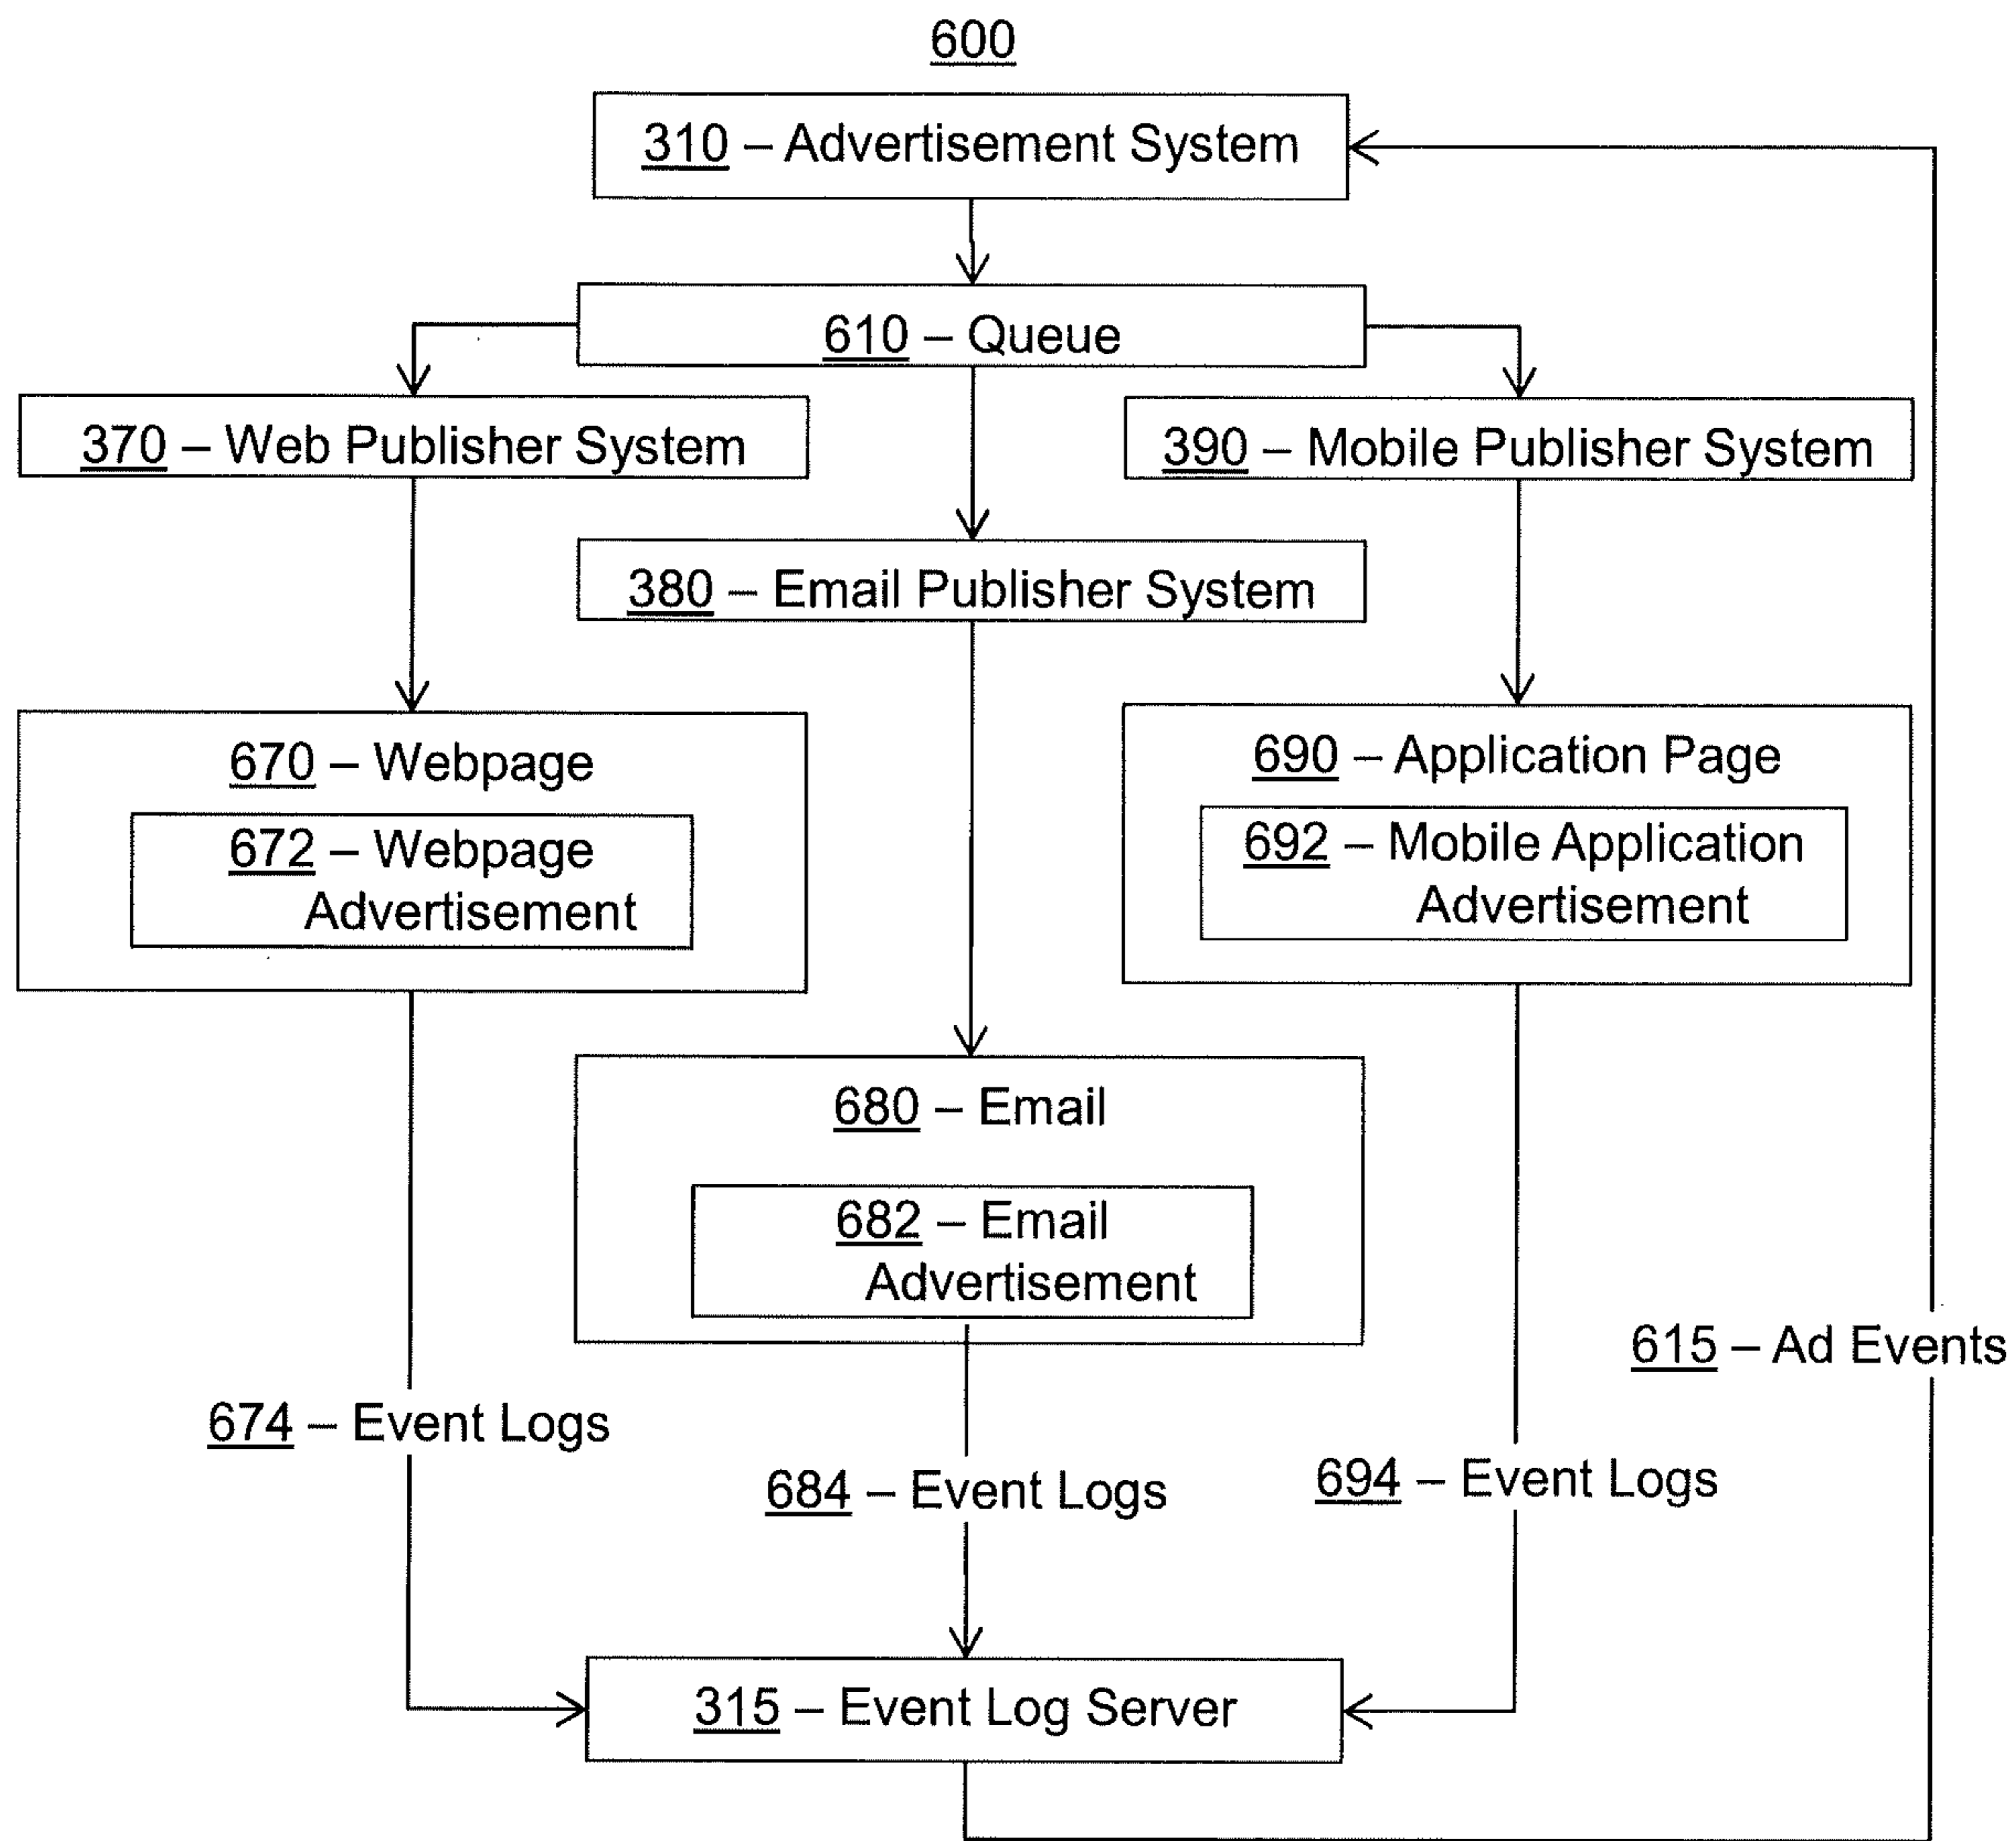 600
310 – Advertisement System
610 – Queue
370 – Web Publisher System
390 – Mobile Publisher System
380 – Email Publisher System
670 – Webpage
672 – Webpage
Advertisement
690 – Application Page
692 – Mobile Application
Advertisement
680 – Email
682 – Email
Advertisement
615 – Ad Events
674 – Event Logs
684 – Event Logs
694 – Event Logs
315 – Event Log Server